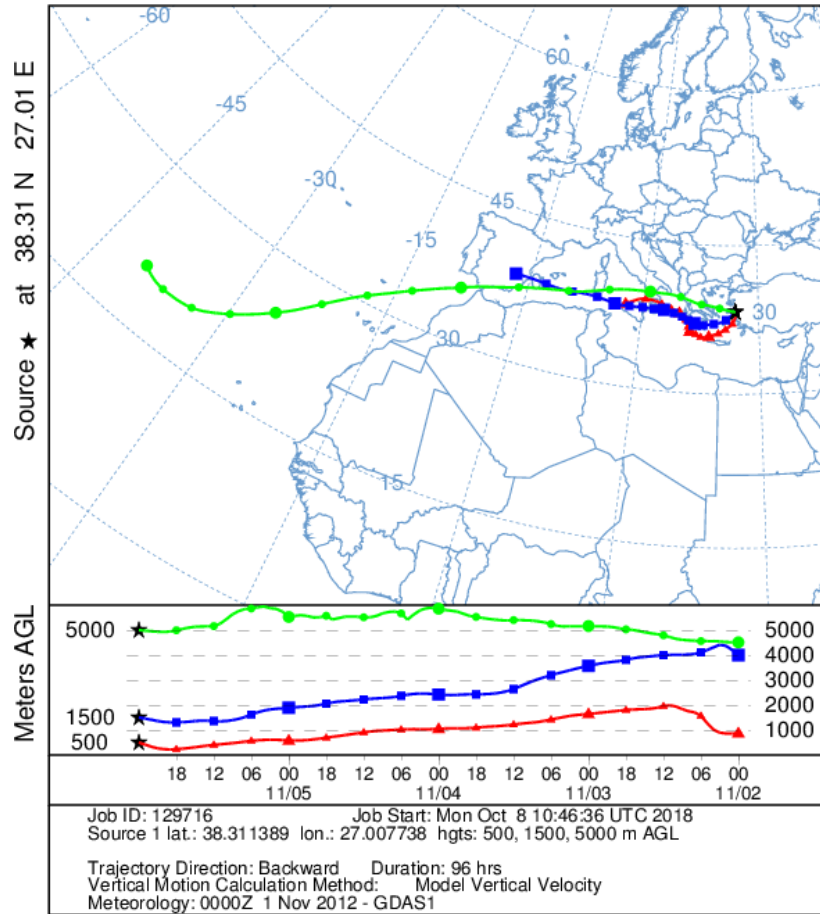 Source ★ at 38.31 N 27.01 E
-60
-45
60
-30
45
-15
30
30
15
Meters AGL
5000 5000
4000
3000
1500 2000
500 1000
18 12 06 00 18 12 06 00 18 12 06 00 18 12 06 00
11/05 11/04 11/03 11/02
Job ID: 129716 Job Start: Mon Oct 8 10:46:36 UTC 2018
Source 1 lat.: 38.311389 lon.: 27.007738 hgts: 500, 1500, 5000 m AGL
Trajectory Direction: Backward Duration: 96 hrs
Vertical Motion Calculation Method: Model Vertical Velocity
Meteorology: 0000Z 1 Nov 2012 - GDAS1